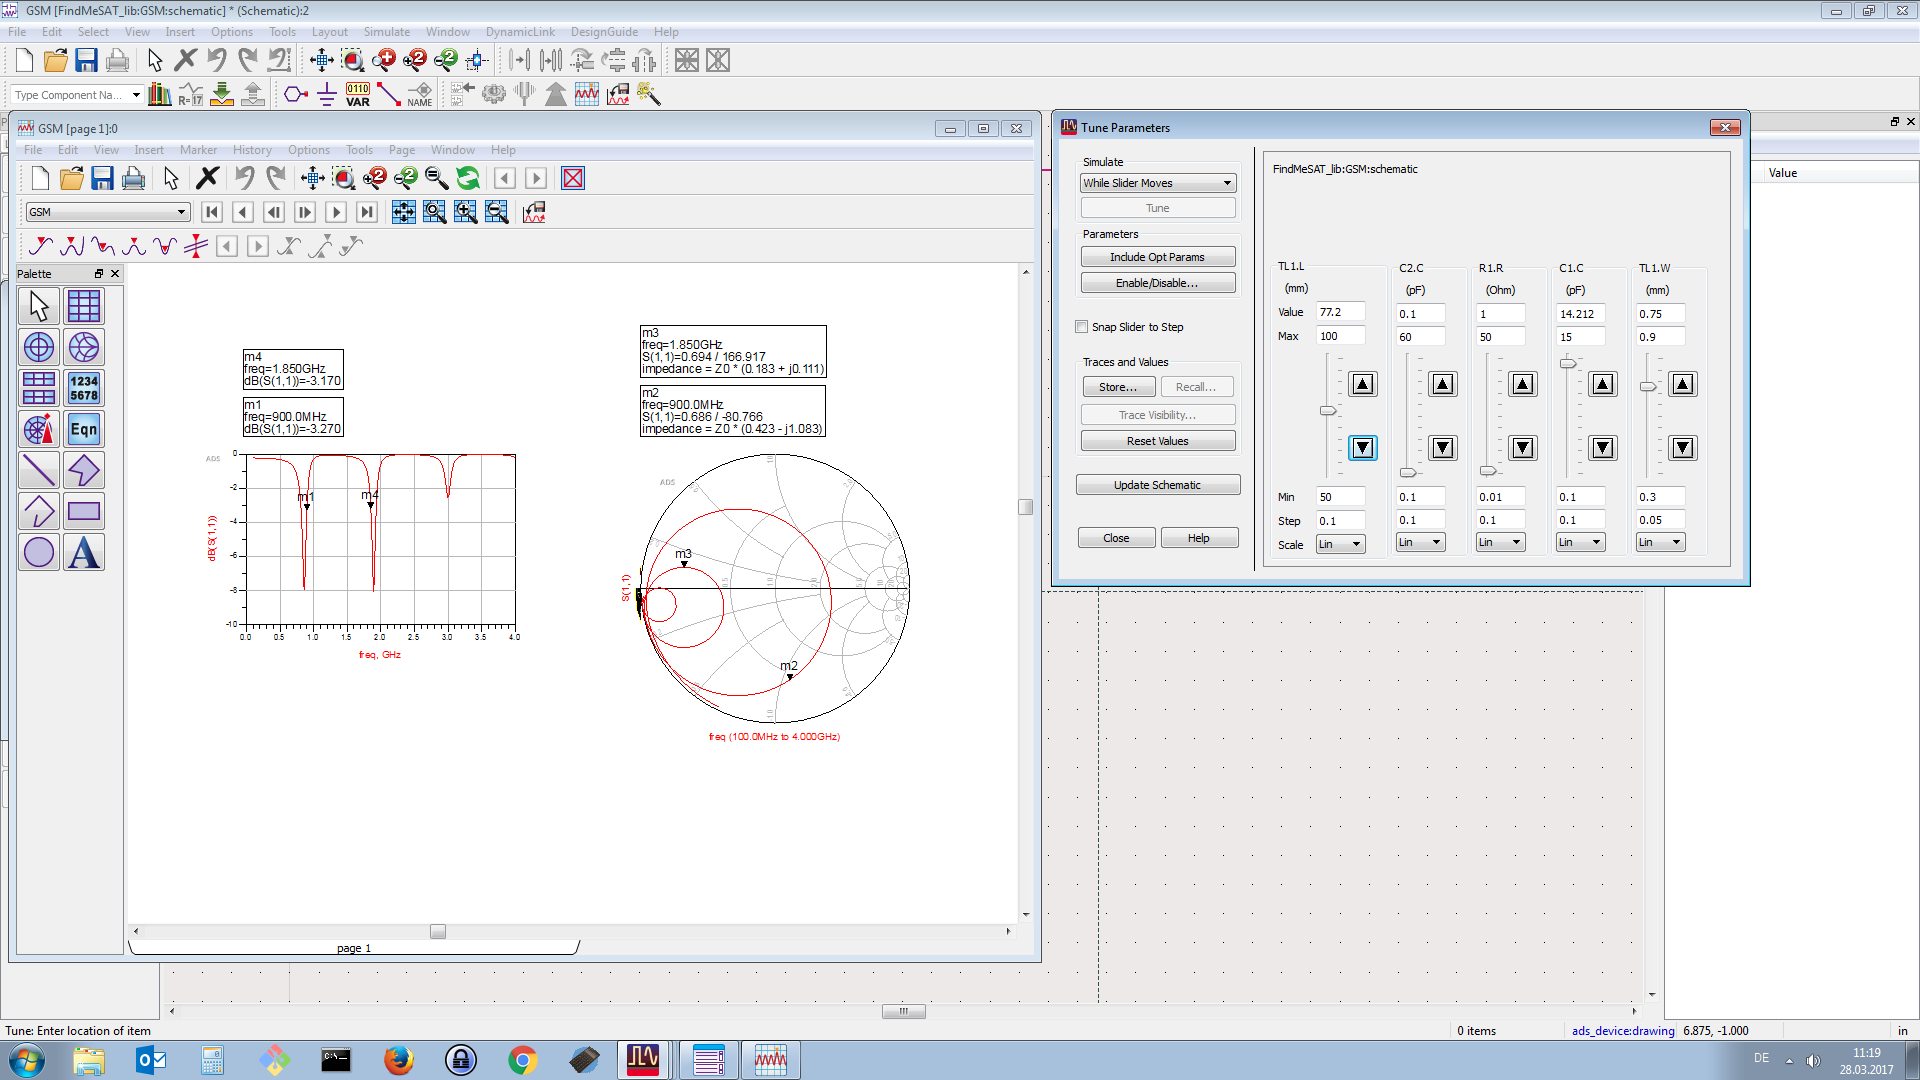 GSM [FindMeSAT_lib:GSM:schematic] * (Schematic):2
File Edit Select View Insert Options Tools Layout Simulate Window DynamicLink DesignGuide Help
Type Component Na...
R=17
0110
VAR
NAME
GSM [page 1]:0
File Edit View Insert Marker History Options Tools Page Window Help
GSM
Palette
1234
5678
Eqn
A
m4
freq=1.850GHz
dB(S(1,1))=-3.170
m1
freq=900.0MHz
dB(S(1,1))=-3.270
m3
freq=1.850GHz
S(1,1)=0.694 / 166.917
impedance = Z0 * (0.183 + j0.111)
m2
freq=900.0MHz
S(1,1)=0.686 / -80.766
impedance = Z0 * (0.423 - j1.083)
ADS
0
-2
-4
-6
-8
-10
dB(S(1,1))
m1
m4
0.0 0.5 1.0 1.5 2.0 2.5 3.0 3.5 4.0
freq, GHz
ADS
m3
m2
S(1,1)
freq (100.0MHz to 4.000GHz)
page 1
Tune Parameters
Simulate
While Slider Moves
Tune
Parameters
Include Opt Params
Enable/Disable...
Snap Slider to Step
Traces and Values
Store... Recall...
Trace Visibility...
Reset Values
Update Schematic
Close Help
FindMeSAT_lib:GSM:schematic
TL1.L C2.C R1.R C1.C TL1.W
(mm) (pF) (Ohm) (pF) (mm)
Value 77.2 0.1 1 14.212 0.75
Max 100 60 50 15 0.9
Min 50 0.1 0.01 0.1 0.3
Step 0.1 0.1 0.1 0.1 0.05
Scale Lin Lin Lin Lin Lin
Value
Tune: Enter location of item
0 items
ads_device:drawing 6.875, -1.000
in
DE
11:19
28.03.2017